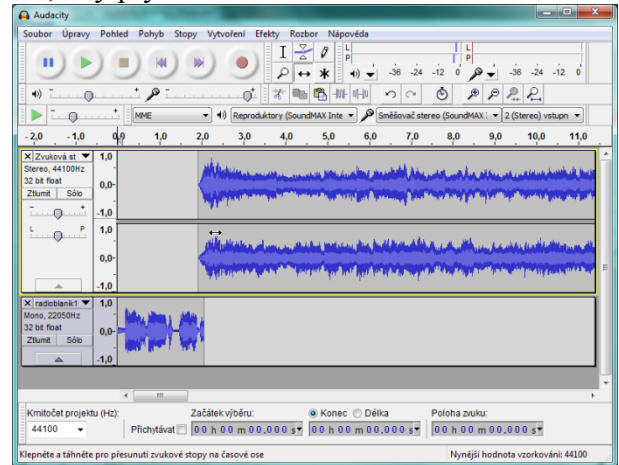 Audacity
Soubor Úpravy Pohled Pohyb Stopy Vytvoření Efekty Rozbor Nápověda
L
P
-36 -24 -12 0
L
P
-36 -24 -12 0
MME
Reproduktory (SoundMAX Inte
Směšovač stereo (SoundMAX :
2 (Stereo) vstupn
-2,0 -1,0 0,0 1,0 2,0 3,0 4,0 5,0 6,0 7,0 8,0 9,0 10,0 11,0
Zvuková st
Stereo, 44100Hz
32 bit float
Ztlumit Sólo
- +
L P
1,0
0,0
-1,0
1,0
0,0
-1,0
radioblanik1
Mono, 22050Hz
32 bit float
Ztlumit Sólo
1,0
0,0
-1,0
Kmitočet projektu (Hz):
44100
Přichytávat
Začátek výběru:
00 h 00 m 00,000 s
Konec Délka
00 h 00 m 00,000 s
Poloha zvuku:
00 h 00 m 00,000 s
Klepněte a táhněte pro přesunutí zvukové stopy na časové ose
Nynější hodnota vzorkování: 44100